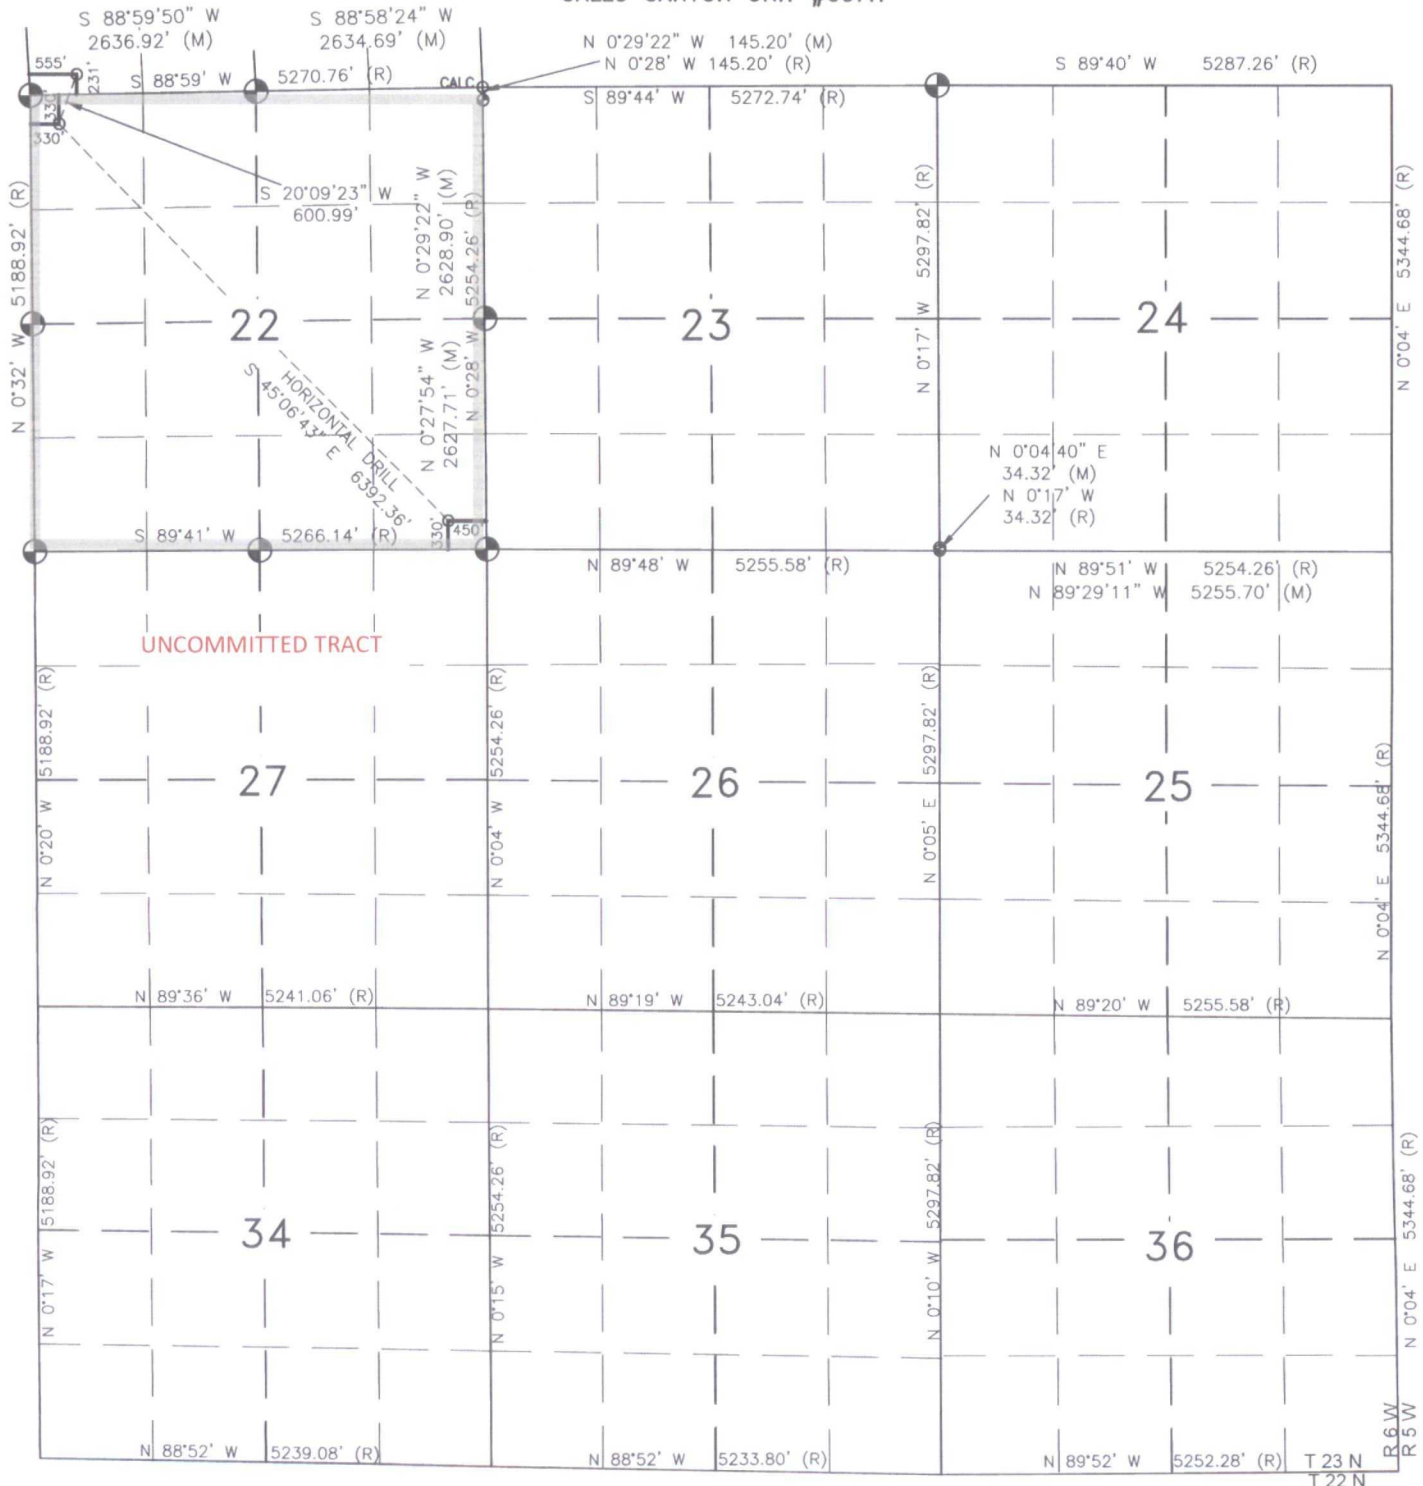 S 88°59'50" W
2636.92' (M)
S 88°58'24" W
2634.69' (M)
N 0°29'22" W 145.20' (M)
N 0°28' W 145.20' (R)
555'
231'
S 88°59' W 5270.76' (R)
CALC
S 89°44' W 5272.74' (R)
S 89°40' W 5287.26' (R)
330'
330'
S 20°09'23" W
600.99'
N 0°32' W 5188.92' (R)
N 0°29'22" W
2628.90' (M)
N 0°28' W 5254.26' (R)
N 0°27'54" W
2627.71' (M)
N 0°17' W 5297.82' (R)
N 0°04' E 5344.68' (R)
22
23
24
HORIZONTAL DRILL
S 45°06'43" E 6392.36'
N 0°04'40" E
34.32' (M)
N 0°17' W
34.32' (R)
330'
450'
S 89°41' W 5266.14' (R)
N 89°48' W 5255.58' (R)
N 89°51' W 5254.26' (R)
N 89°29'11" W 5255.70' (M)
UNCOMMITTED TRACT
N 0°20' W 5188.92' (R)
N 0°04' W 5254.26' (R)
N 0°05' E 5297.82' (R)
N 0°04' E 5344.68' (R)
27
26
25
N 89°36' W 5241.06' (R)
N 89°19' W 5243.04' (R)
N 89°20' W 5255.58' (R)
N 0°17' W 5188.92' (R)
N 0°15' W 5254.26' (R)
N 0°10' W 5297.82' (R)
N 0°04' E 5344.68' (R)
34
35
36
N 88°52' W 5239.08' (R)
N 88°52' W 5233.80' (R)
N 89°52' W 5252.28' (R)
T 23 N
T 22 N
R 6 W
R 5 W